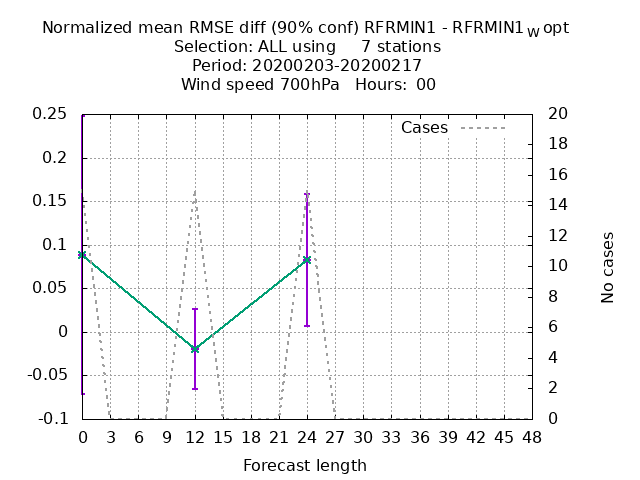 Normalized mean RMSE diff (90% conf) RFRMIN1 - RFRMIN1W opt
Selection: ALL using 7 stations
Period: 20200203-20200217
Wind speed 700hPa Hours: 00
Cases
0.25
0.2
0.15
0.1
0.05
0
-0.05
-0.1
20
18
16
14
12
10
8
6
4
2
0
No cases
0 3 6 9 12 15 18 21 24 27 30 33 36 39 42 45 48
Forecast length